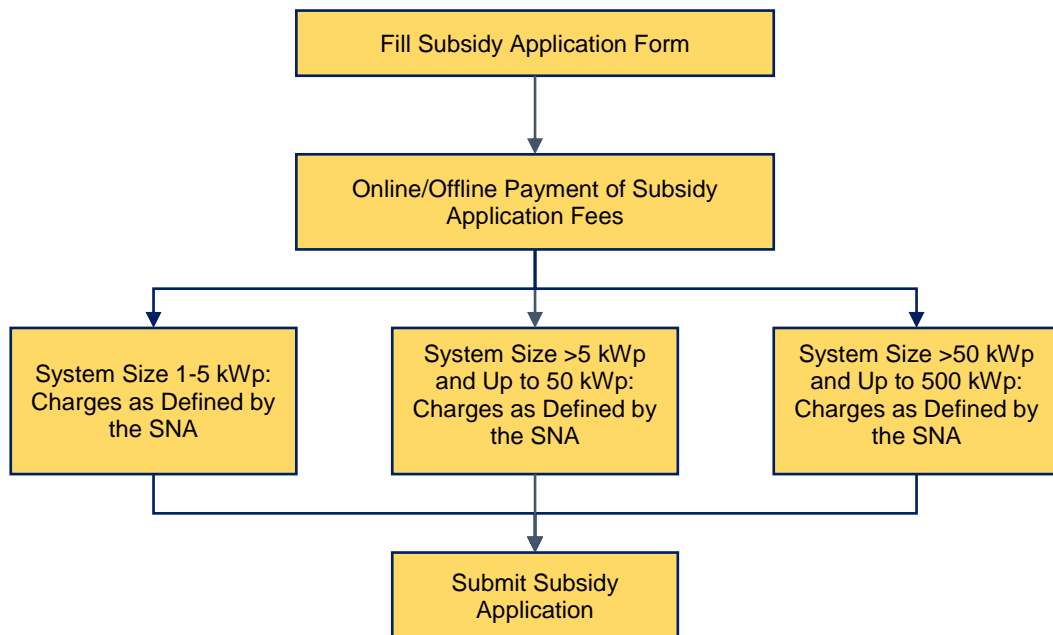 Fill Subsidy Application Form
Online/Offline Payment of Subsidy
Application Fees
System Size 1-5 kWp:
Charges as Defined by
the SNA
System Size >5 kWp
and Up to 50 kWp:
Charges as Defined by
the SNA
System Size >50 kWp
and Up to 500 kWp:
Charges as Defined by
the SNA
Submit Subsidy
Application